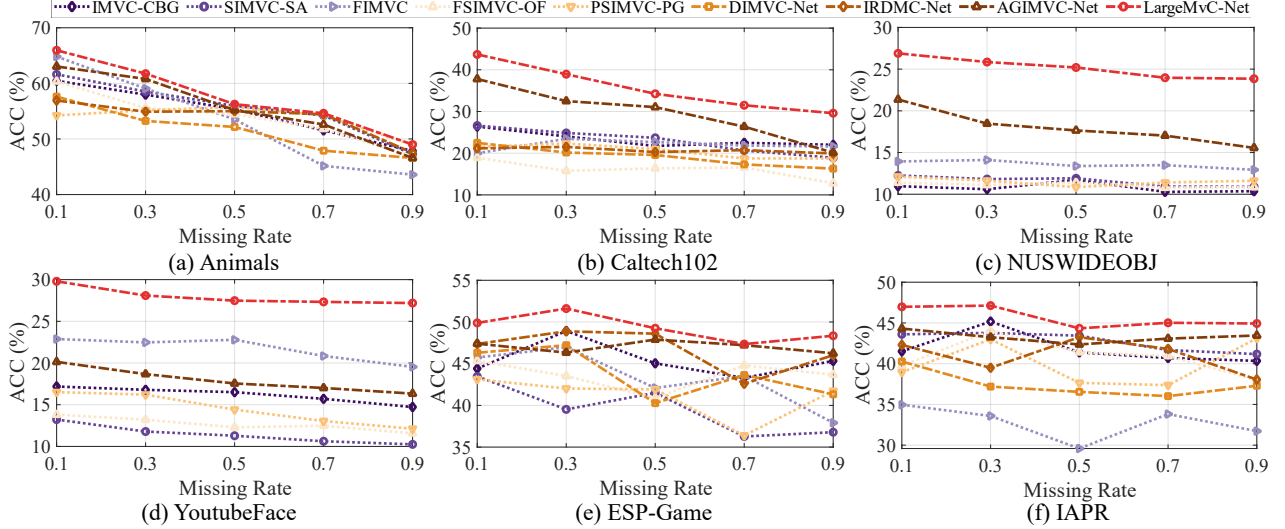 IMVC-CBG SIMVC-SA FIMVC FSIMVC-OF PSIMVC-PG DIMVC-Net IRDMC-Net AGIMVC-Net LargeMvC-Net
ACC (%)
70
60
50
40
0.1 0.3 0.5 0.7 0.9
Missing Rate
(a) Animals
ACC (%)
50
40
30
20
10
0.1 0.3 0.5 0.7 0.9
Missing Rate
(b) Caltech102
ACC (%)
30
25
20
15
10
0.1 0.3 0.5 0.7 0.9
Missing Rate
(c) NUSWIDEOBJ
ACC (%)
30
25
20
15
10
0.1 0.3 0.5 0.7 0.9
Missing Rate
(d) YoutubeFace
ACC (%)
55
50
45
40
35
0.1 0.3 0.5 0.7 0.9
Missing Rate
(e) ESP-Game
ACC (%)
50
45
40
35
30
0.1 0.3 0.5 0.7 0.9
Missing Rate
(f) IAPR